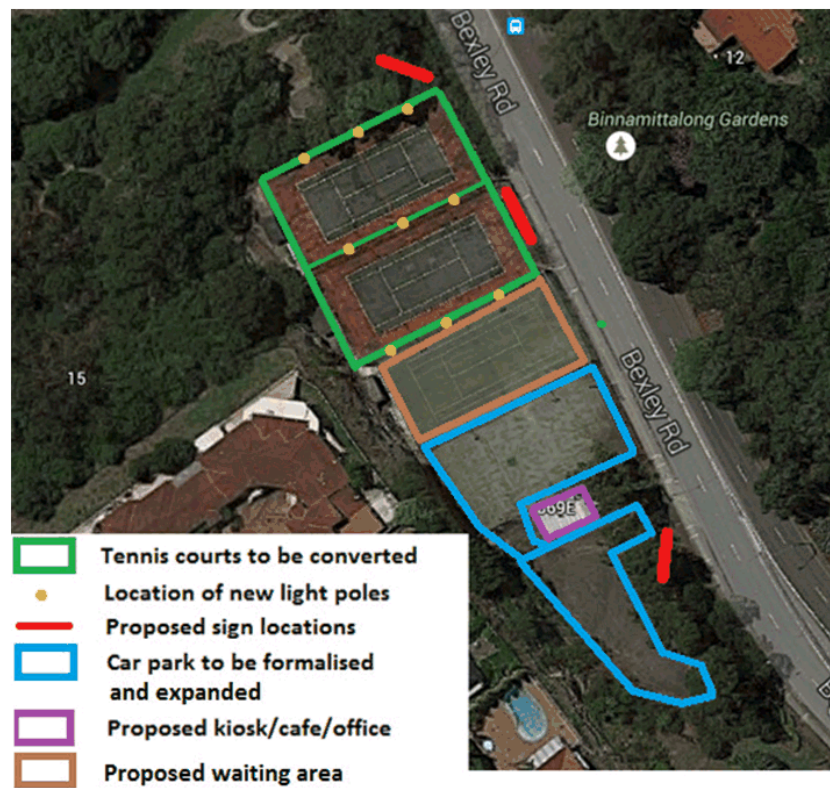 Bexley Rd
12
Binnamittalong Gardens
15
Bexley Rd
369E
B
Tennis courts to be converted
Location of new light poles
Proposed sign locations
Car park to be formalised
and expanded
Proposed kiosk/cafe/office
Proposed waiting area